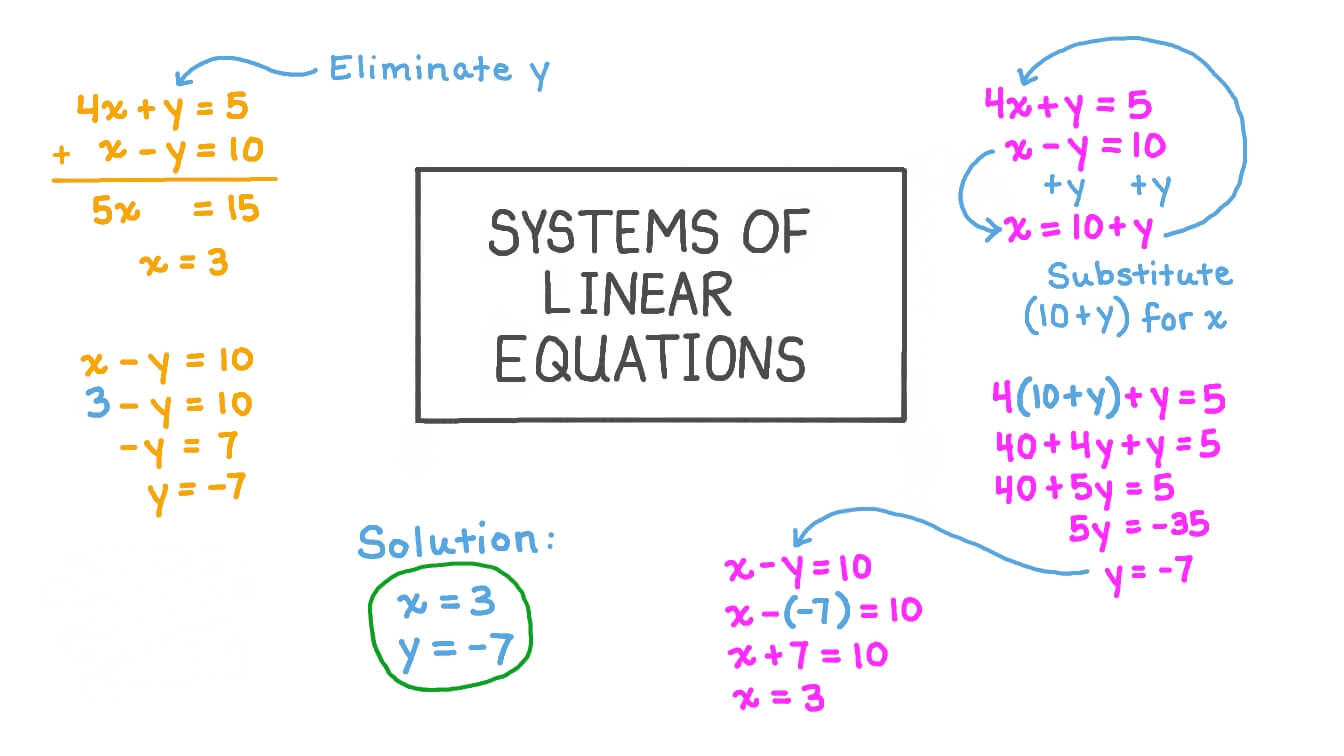 Eliminate y
4x + y = 5
+ x - y = 10
5x = 15
x = 3
x - y = 10
3 - y = 10
-y = 7
y = -7
SYSTEMS OF
LINEAR
EQUATIONS
Solution:
x = 3
y = -7
4x + y = 5
x - y = 10
+y +y
x = 10 + y
Substitute
(10 + y) for x
4(10 + y) + y = 5
40 + 4y + y = 5
40 + 5y = 5
5y = -35
y = -7
x - y = 10
x - (-7) = 10
x + 7 = 10
x = 3